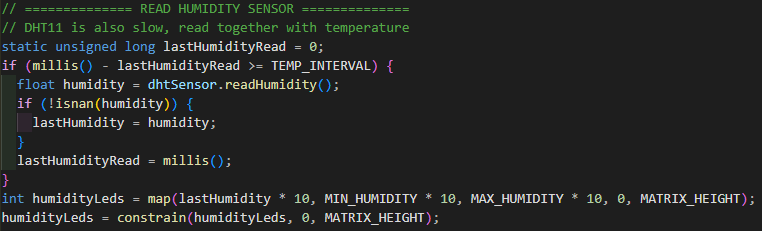 // ============== READ HUMIDITY SENSOR ==============
// DHT11 is also slow, read together with temperature
static unsigned long lastHumidityRead = 0;
if (millis() - lastHumidityRead >= TEMP_INTERVAL) {
  float humidity = dhtSensor.readHumidity();
  if (!isnan(humidity)) {
    lastHumidity = humidity;
  }
  lastHumidityRead = millis();
}
int humidityLeds = map(lastHumidity * 10, MIN_HUMIDITY * 10, MAX_HUMIDITY * 10, 0, MATRIX_HEIGHT);
humidityLeds = constrain(humidityLeds, 0, MATRIX_HEIGHT);